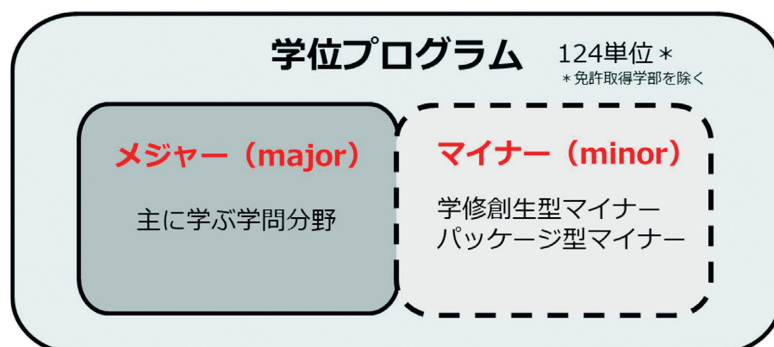 学位プログラム 124単位＊
＊免許取得学部を除く
メジャー（major）
主に学ぶ学問分野
マイナー（minor）
学修創生型マイナー
パッケージ型マイナー